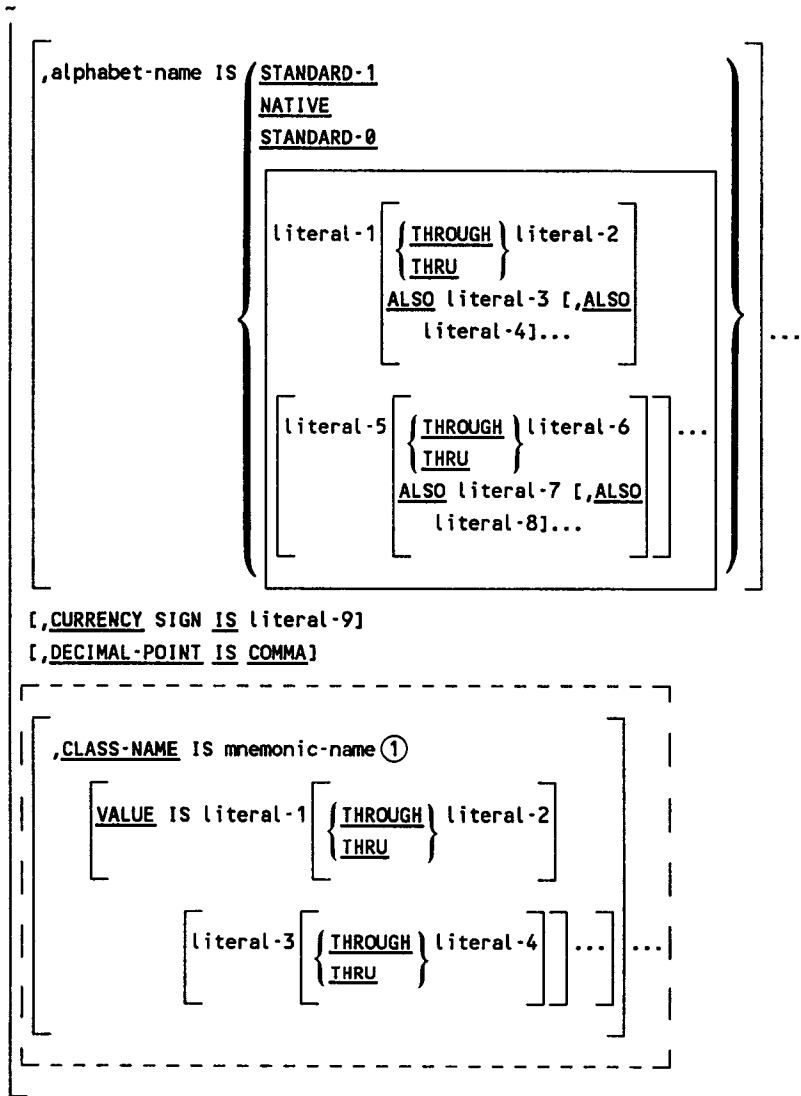 ~
,alphabet-name IS STANDARD-1
NATIVE
STANDARD-0
literal-1 THROUGH literal-2
THRU
ALSO literal-3 [,ALSO
literal-4]...
...
literal-5 THROUGH literal-6 ...
THRU
ALSO literal-7 [,ALSO
literal-8]...
[,CURRENCY SIGN IS literal-9]
[,DECIMAL-POINT IS COMMA]
,CLASS-NAME IS mnemonic-name ①
VALUE IS literal-1 THROUGH literal-2
THRU
literal-3 THROUGH literal-4 ... ...
THRU